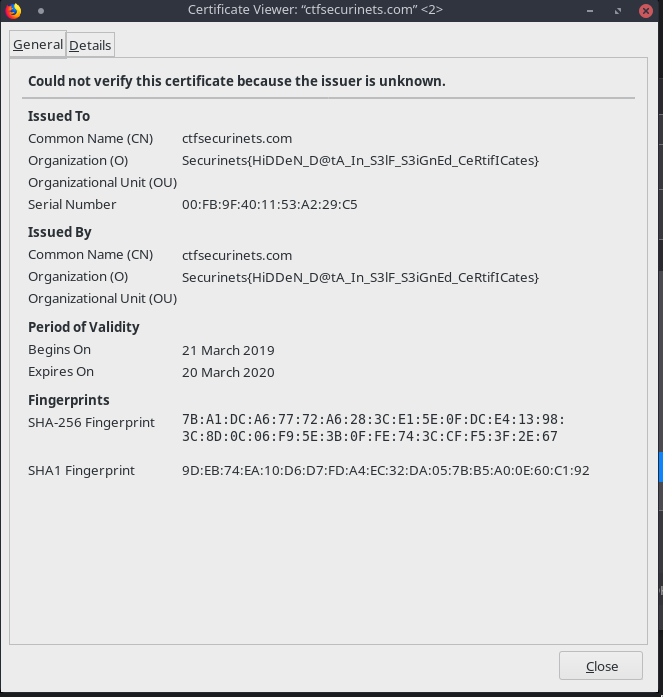 Certificate Viewer: “ctfsecurinets.com” <2>
General Details
Could not verify this certificate because the issuer is unknown.
Issued To
Common Name (CN) ctfsecurinets.com
Organization (O) Securinets{HiDDeN_D@tA_In_S3lF_S3iGnEd_CeRtifICates}
Organizational Unit (OU)
Serial Number 00:FB:9F:40:11:53:A2:29:C5
Issued By
Common Name (CN) ctfsecurinets.com
Organization (O) Securinets{HiDDeN_D@tA_In_S3lF_S3iGnEd_CeRtifICates}
Organizational Unit (OU)
Period of Validity
Begins On 21 March 2019
Expires On 20 March 2020
Fingerprints
SHA-256 Fingerprint 7B:A1:DC:A6:77:72:A6:28:3C:E1:5E:0F:DC:E4:13:98:
3C:8D:0C:06:F9:5E:3B:0F:FE:74:3C:CF:F5:3F:2E:67
SHA1 Fingerprint 9D:EB:74:EA:10:D6:D7:FD:A4:EC:32:DA:05:7B:B5:A0:0E:60:C1:92
Close